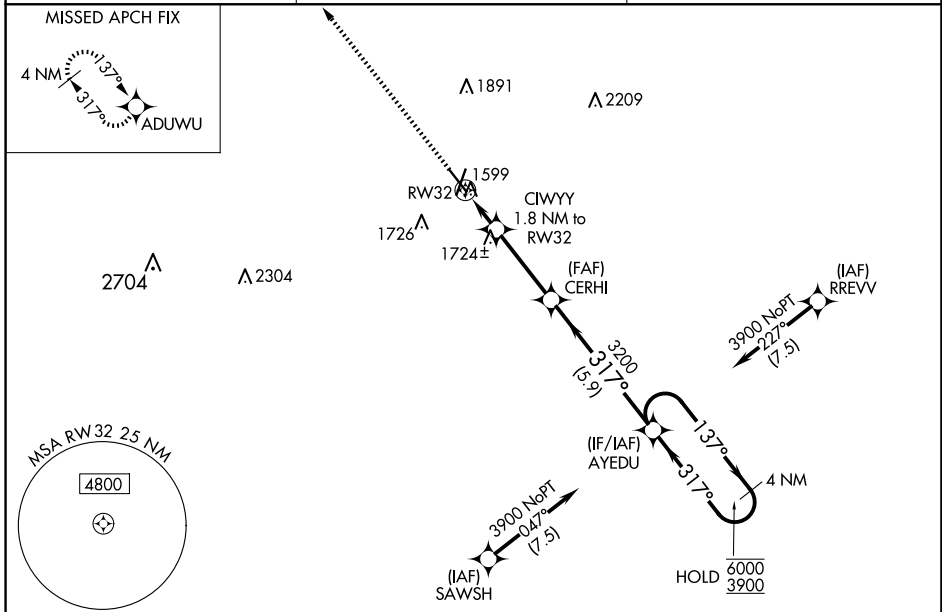 MISSED APCH FIX
4 NM
137°
317°
ADUWU
1891
2209
1599
RW32
CIWYY
1.8 NM to
RW32
1726
1724±
2704
2304
(FAF)
CERHI
(IAF)
RREVV
3900 NoPT
227°
(7.5)
3200
317°
(5.9)
MSA RW 32 25 NM
4800
(IF/IAF)
AYEDU
137°
317°
4 NM
3900 NoPT
047°
(7.5)
(IAF)
SAWSH
HOLD
6000
3900